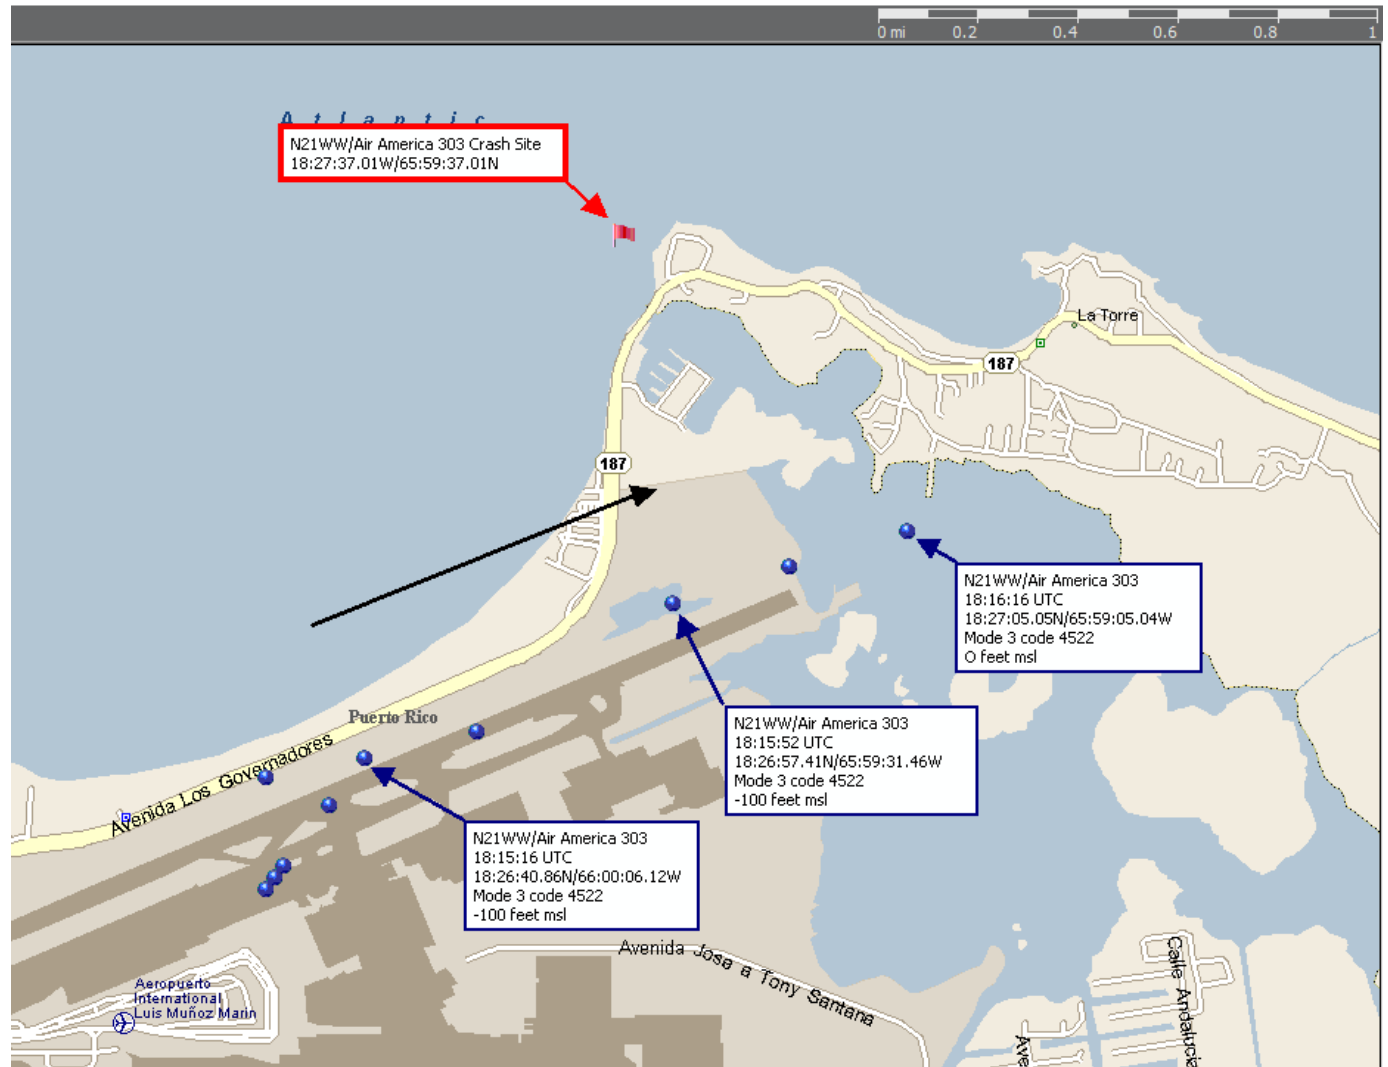 0 mi 0.2 0.4 0.6 0.8 1
Atlantic
N21WW/Air America 303 Crash Site
18:27:37.01W/65:59:37.01N
La Torre
187
187
N21WW/Air America 303
18:16:16 UTC
18:27:05.05N/65:59:05.04W
Mode 3 code 4522
O feet msl
Puerto Rico
N21WW/Air America 303
18:15:52 UTC
18:26:57.41N/65:59:31.46W
Mode 3 code 4522
-100 feet msl
Avenida Los Governadores
N21WW/Air America 303
18:15:16 UTC
18:26:40.86N/66:00:06.12W
Mode 3 code 4522
-100 feet msl
Avenida Josa a Tony Santana
Aeropuerto
International
Luis Muñoz Marin
Calle Andalucia
Ave